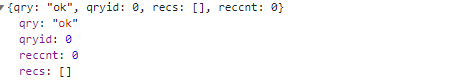 ▼{qry: "ok", qryid: 0, recs: [], reccnt: 0}
qry: "ok"
qryid: 0
reccnt: 0
recs: []